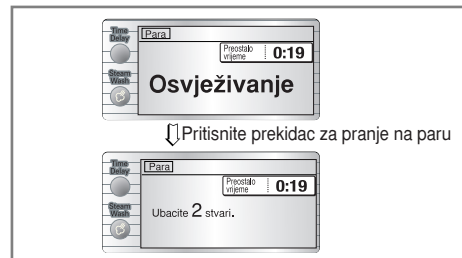 Time
Delay
Steam
Wash
Para
Preostalo
vrijeme
0:19
Osvježivanje
Pritisnite prekidac za pranje na paru
Time
Delay
Steam
Wash
Para
Preostalo
vrijeme
0:19
Ubacite 2 stvari.